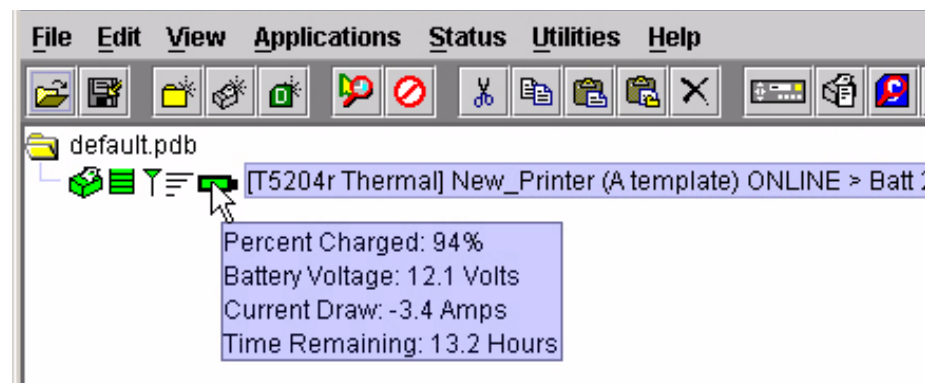 File Edit View Applications Status Utilities Help
default.pdb
[T5204r Thermal] New_Printer (A template) ONLINE > Batt 2
Percent Charged: 94%
Battery Voltage: 12.1 Volts
Current Draw: -3.4 Amps
Time Remaining: 13.2 Hours